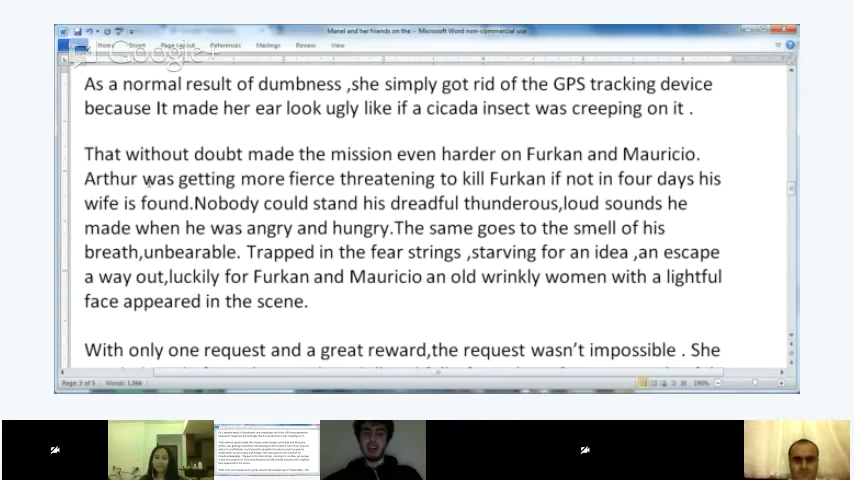 Manel and her friends on the - Microsoft Word non-commercial use
Home Insert Page Layout References Mailings Review View
Google+
As a normal result of dumbness ,she simply got rid of the GPS tracking device
because It made her ear look ugly like if a cicada insect was creeping on it .
That without doubt made the mission even harder on Furkan and Mauricio.
Arthur was getting more fierce threatening to kill Furkan if not in four days his
wife is found.Nobody could stand his dreadful thunderous,loud sounds he
made when he was angry and hungry.The same goes to the smell of his
breath,unbearable. Trapped in the fear strings ,starving for an idea ,an escape
a way out,luckily for Furkan and Mauricio an old wrinkly women with a lightful
face appeared in the scene.
With only one request and a great reward,the request wasn't impossible . She
Page: 3 of 5 Words: 1,866 190%